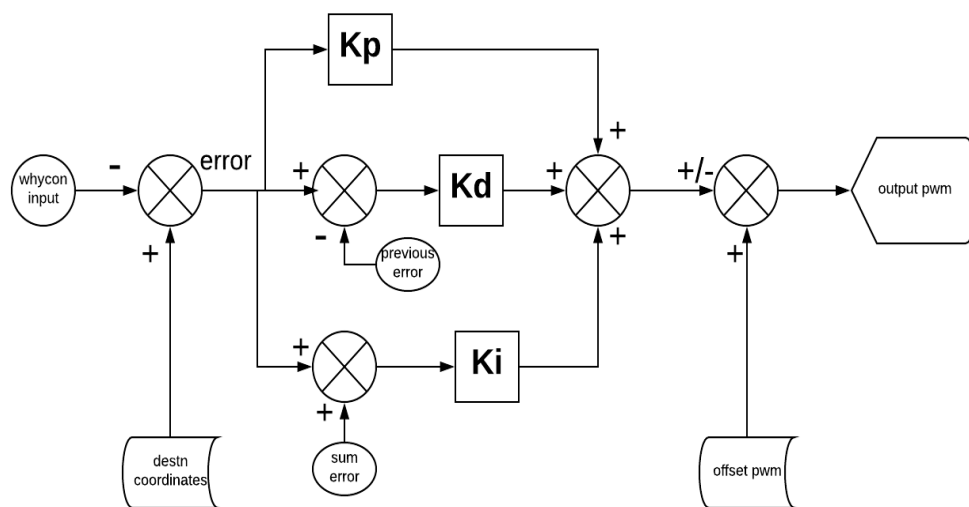 Kp
+
whycon
input
-
error
+
Kd
+
+/-
output pwm
+
-
previous
error
+
+
+
Ki
+
destn
coordinates
sum
error
offset pwm